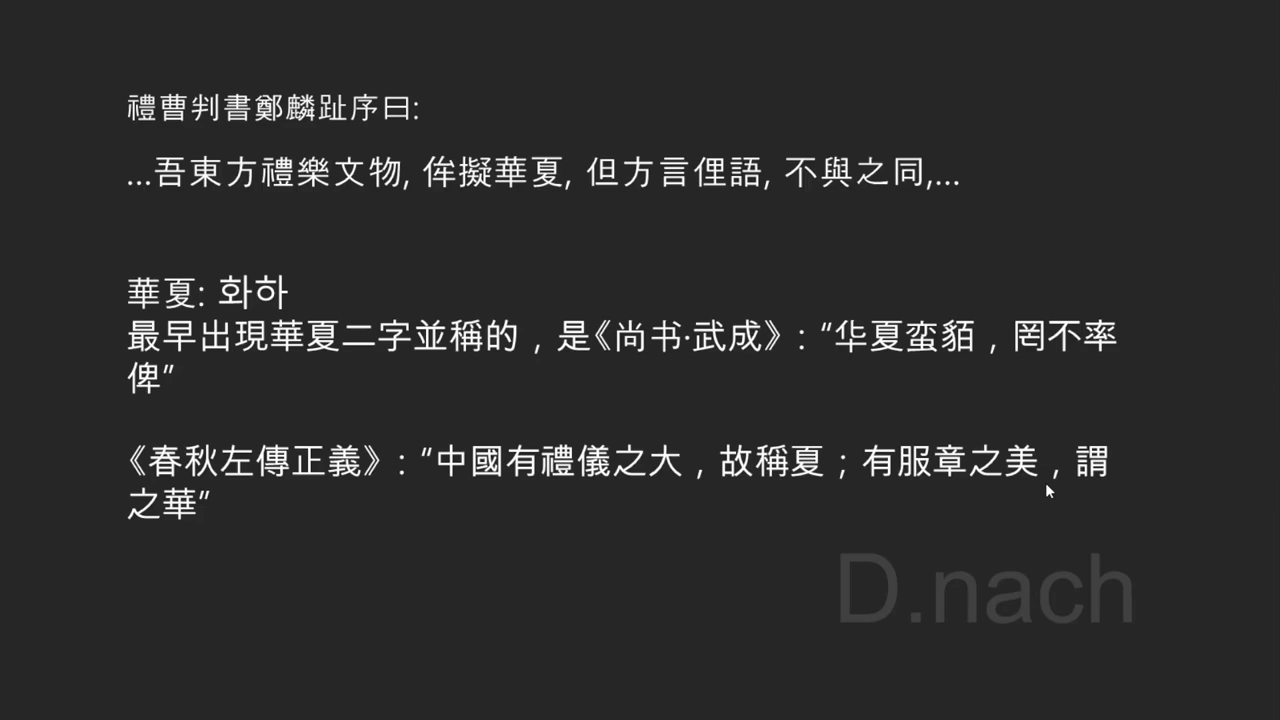 禮曹判書鄭麟趾序曰:
...吾東方禮樂文物, 侔擬華夏, 但方言俚語, 不與之同,...
華夏: 화하
最早出現華夏二字並稱的，是《尚书·武成》: “华夏蛮貊，罔不率
俾”
《春秋左傳正義》: “中國有禮儀之大，故稱夏；有服章之美，謂
之華”
D.nach